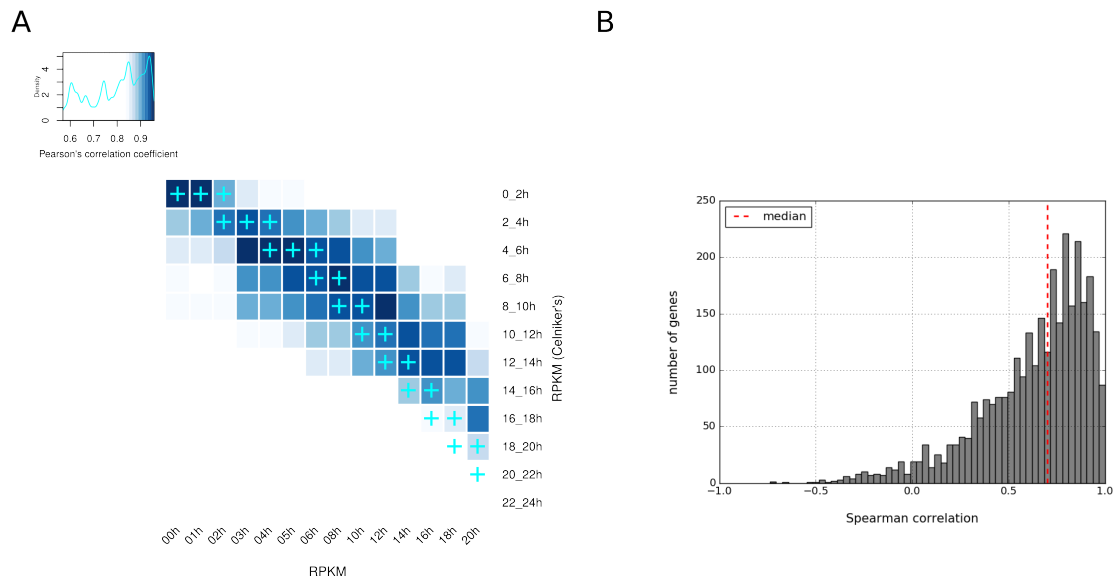 A
B
Density
0
2
4
0.6 0.7 0.8 0.9
Pearson's correlation coefficient
0_2h
2_4h
4_6h
6_8h
8_10h
10_12h
12_14h
14_16h
16_18h
18_20h
20_22h
22_24h
RPKM (Celniker's)
00h 01h 02h 03h 04h 05h 06h 08h 10h 12h 14h 16h 18h 20h
RPKM
median
250
200
150
100
50
0
number of genes
−1.0 −0.5 0.0 0.5 1.0
Spearman correlation